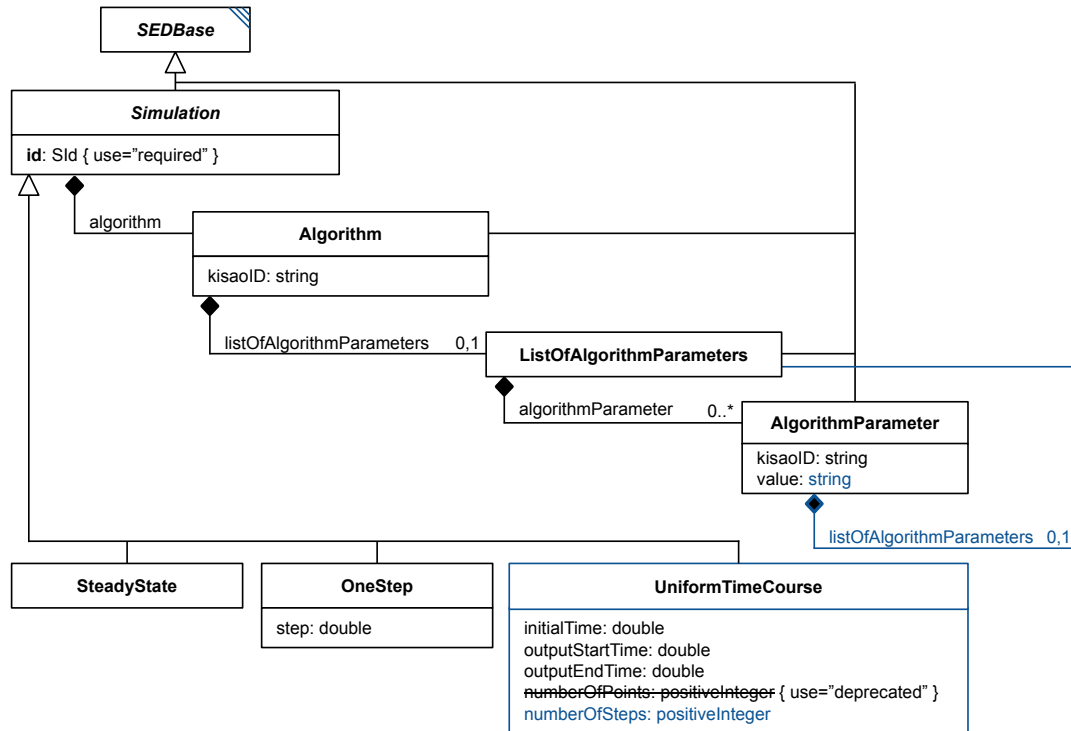 SEDBase
Simulation
id: SId { use=”required” }
algorithm
Algorithm
kisaoID: string
listOfAlgorithmParameters 0,1
ListOfAlgorithmParameters
algorithmParameter 0..*
AlgorithmParameter
kisaoID: string
value: string
listOfAlgorithmParameters 0,1
SteadyState
OneStep
step: double
UniformTimeCourse
initialTime: double
outputStartTime: double
outputEndTime: double
numberOfPoints: positiveInteger { use=”deprecated” }
numberOfSteps: positiveInteger